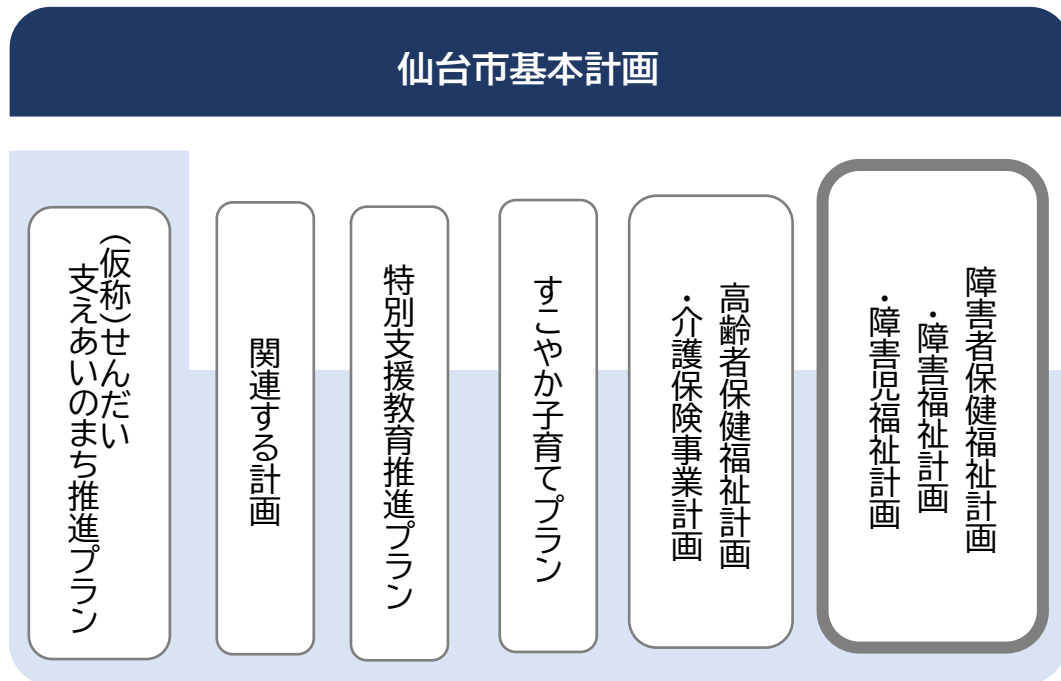 仙台市基本計画
障害者保健福祉計画
・障害福祉計画
・障害児福祉計画
高齢者保健福祉計画
・介護保険事業計画
すこやか子育てプラン
特別支援教育推進プラン
関連する計画
（仮称）せんだい
支えあいのまち推進プラン